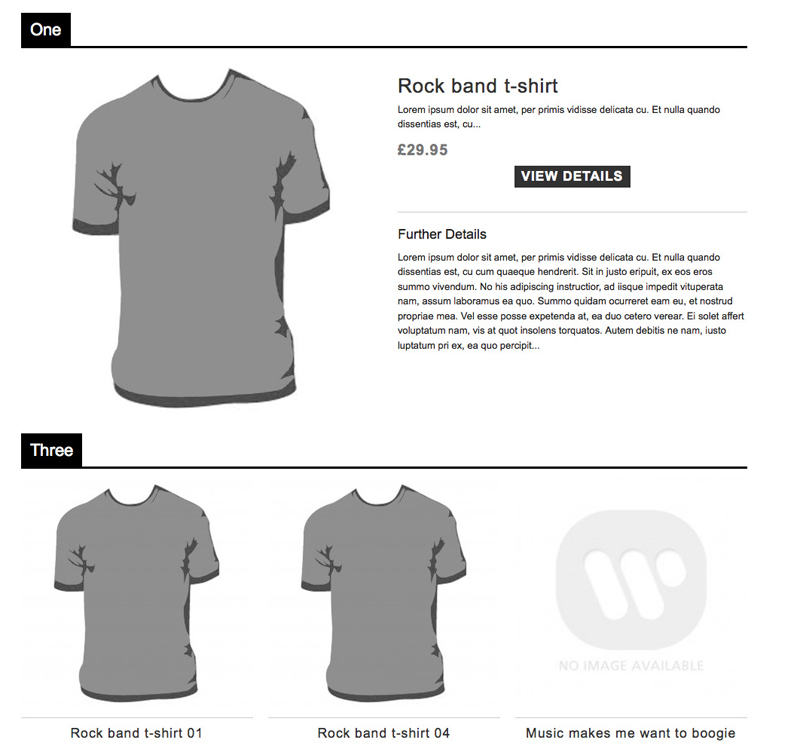 One
Rock band t-shirt
Lorem ipsum dolor sit amet, per primis vidisse delicata cu. Et nulla quando
dissentias est, cu...
£29.95
VIEW DETAILS
Further Details
Lorem ipsum dolor sit amet, per primis vidisse delicata cu. Et nulla quando
dissentias est, cu cum quaeque hendrerit. Sit in justo eripuit, ex eos eros
summo vivendum. No his adipiscing instructior, ad iisque impedit vituperata
nam, assum laboramus ea quo. Summo quidam ocurreret eam eu, et nostrud
propriae mea. Vel esse posse expetenda at, ea duo cetero verear. Ei solet affert
voluptatum nam, vis at quot insolens torquatos. Autem debitis ne nam, iusto
luptatum pri ex, ea quo percipit...
Three
NO IMAGE AVAILABLE
Rock band t-shirt 01
Rock band t-shirt 04
Music makes me want to boogie